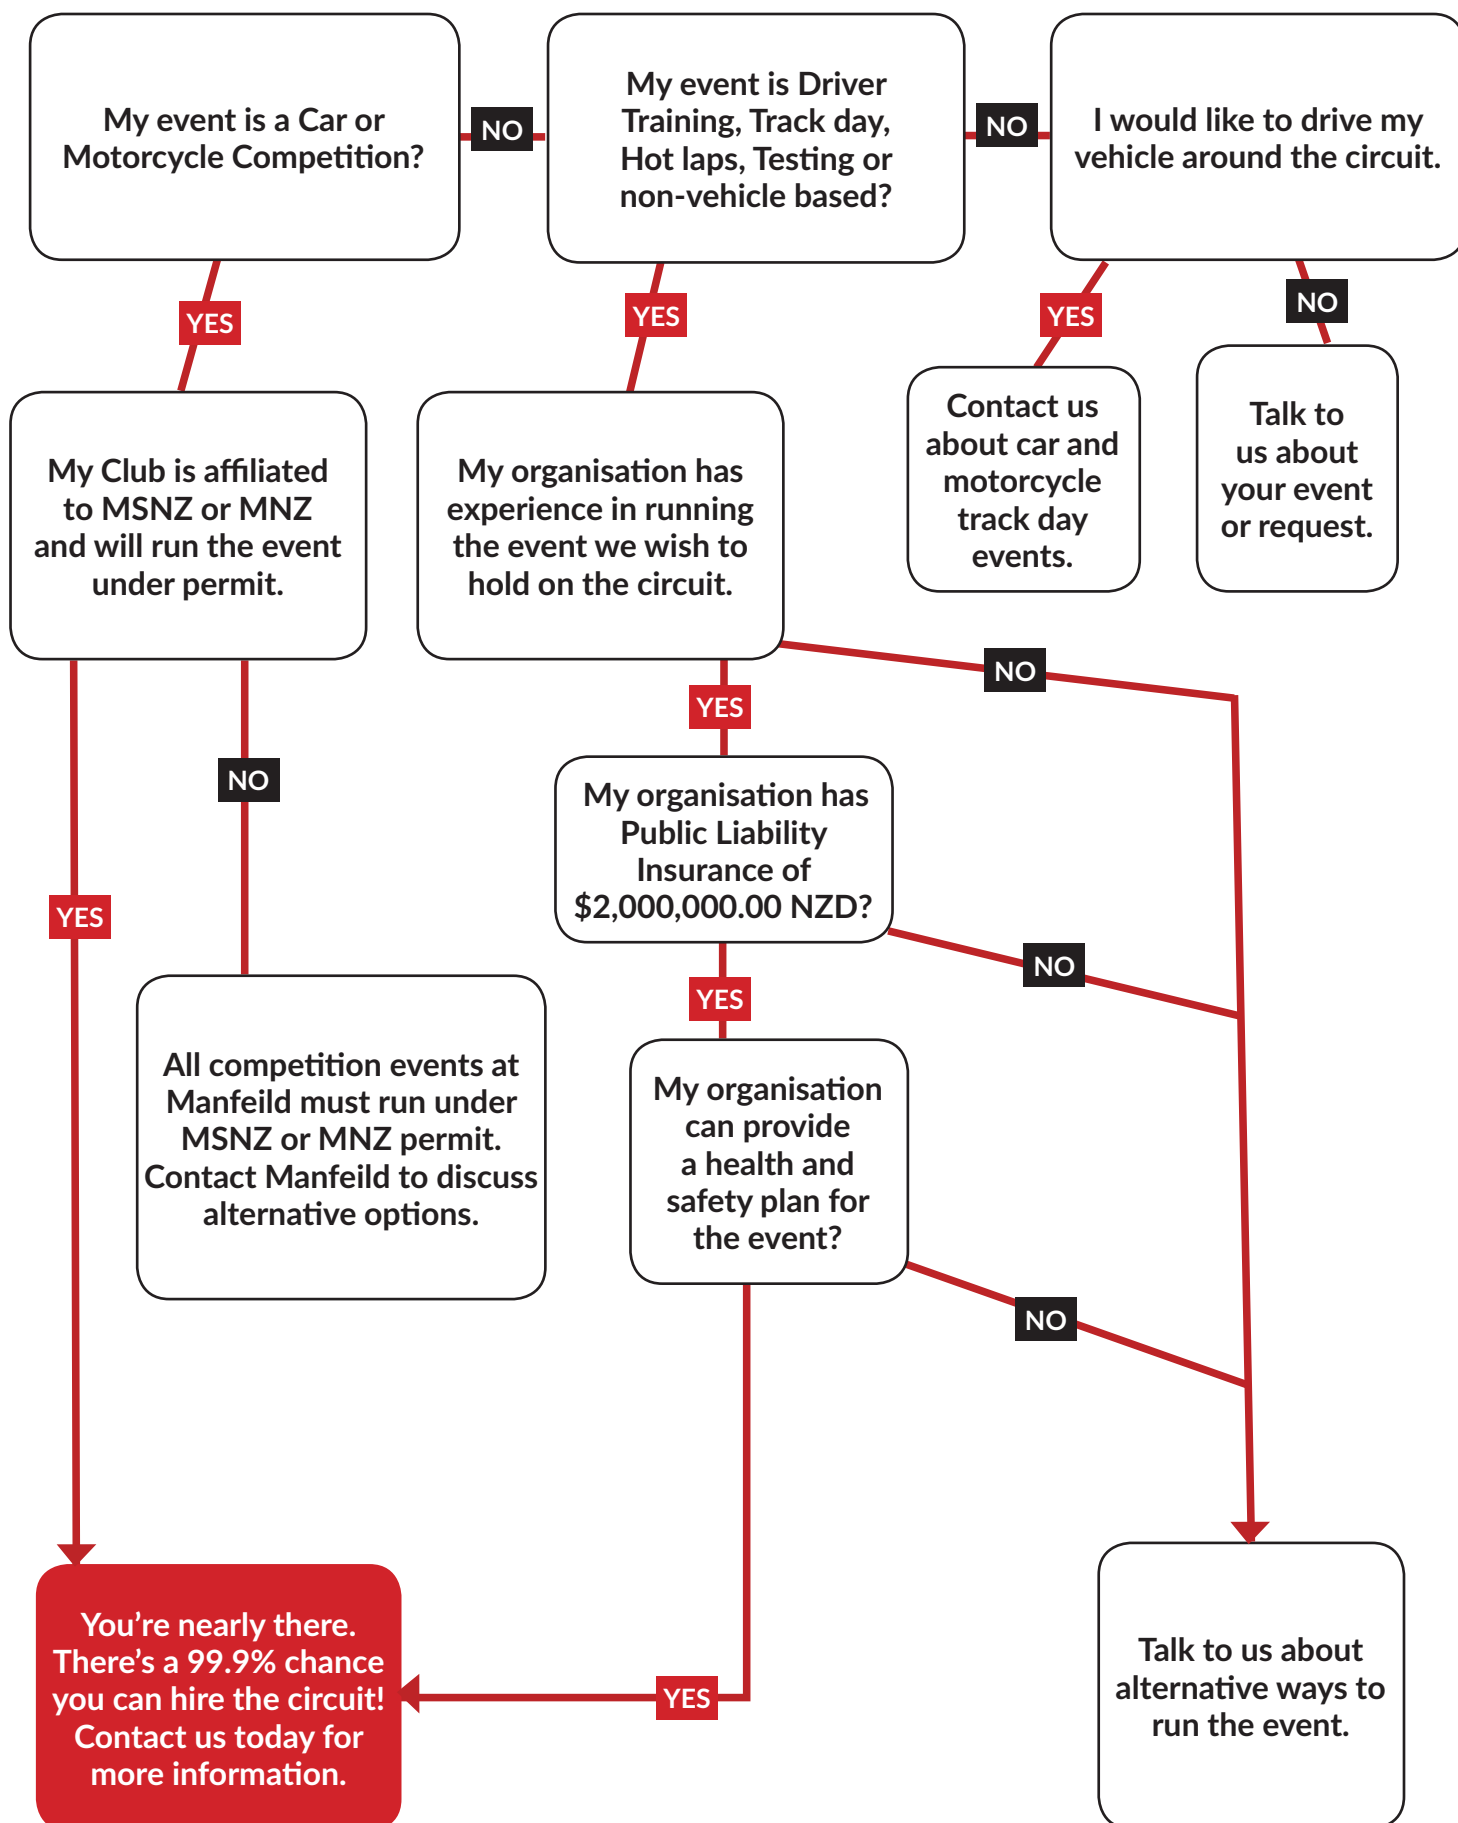 My event is a Car or
Motorcycle Competition?
NO
My event is Driver
Training, Track day,
Hot laps, Testing or
non-vehicle based?
NO
I would like to drive my
vehicle around the circuit.
YES
YES
YES
NO
My Club is affiliated
to MSNZ or MNZ
and will run the event
under permit.
My organisation has
experience in running
the event we wish to
hold on the circuit.
Contact us
about car and
motorcycle
track day
events.
Talk to
us about
your event
or request.
NO
YES
NO
My organisation has
Public Liability
Insurance of
$2,000,000.00 NZD?
YES
NO
YES
All competition events at
Manfeild must run under
MSNZ or MNZ permit.
Contact Manfeild to discuss
alternative options.
My organisation
can provide
a health and
safety plan for
the event?
NO
You’re nearly there.
There’s a 99.9% chance
you can hire the circuit!
Contact us today for
more information.
YES
Talk to us about
alternative ways to
run the event.